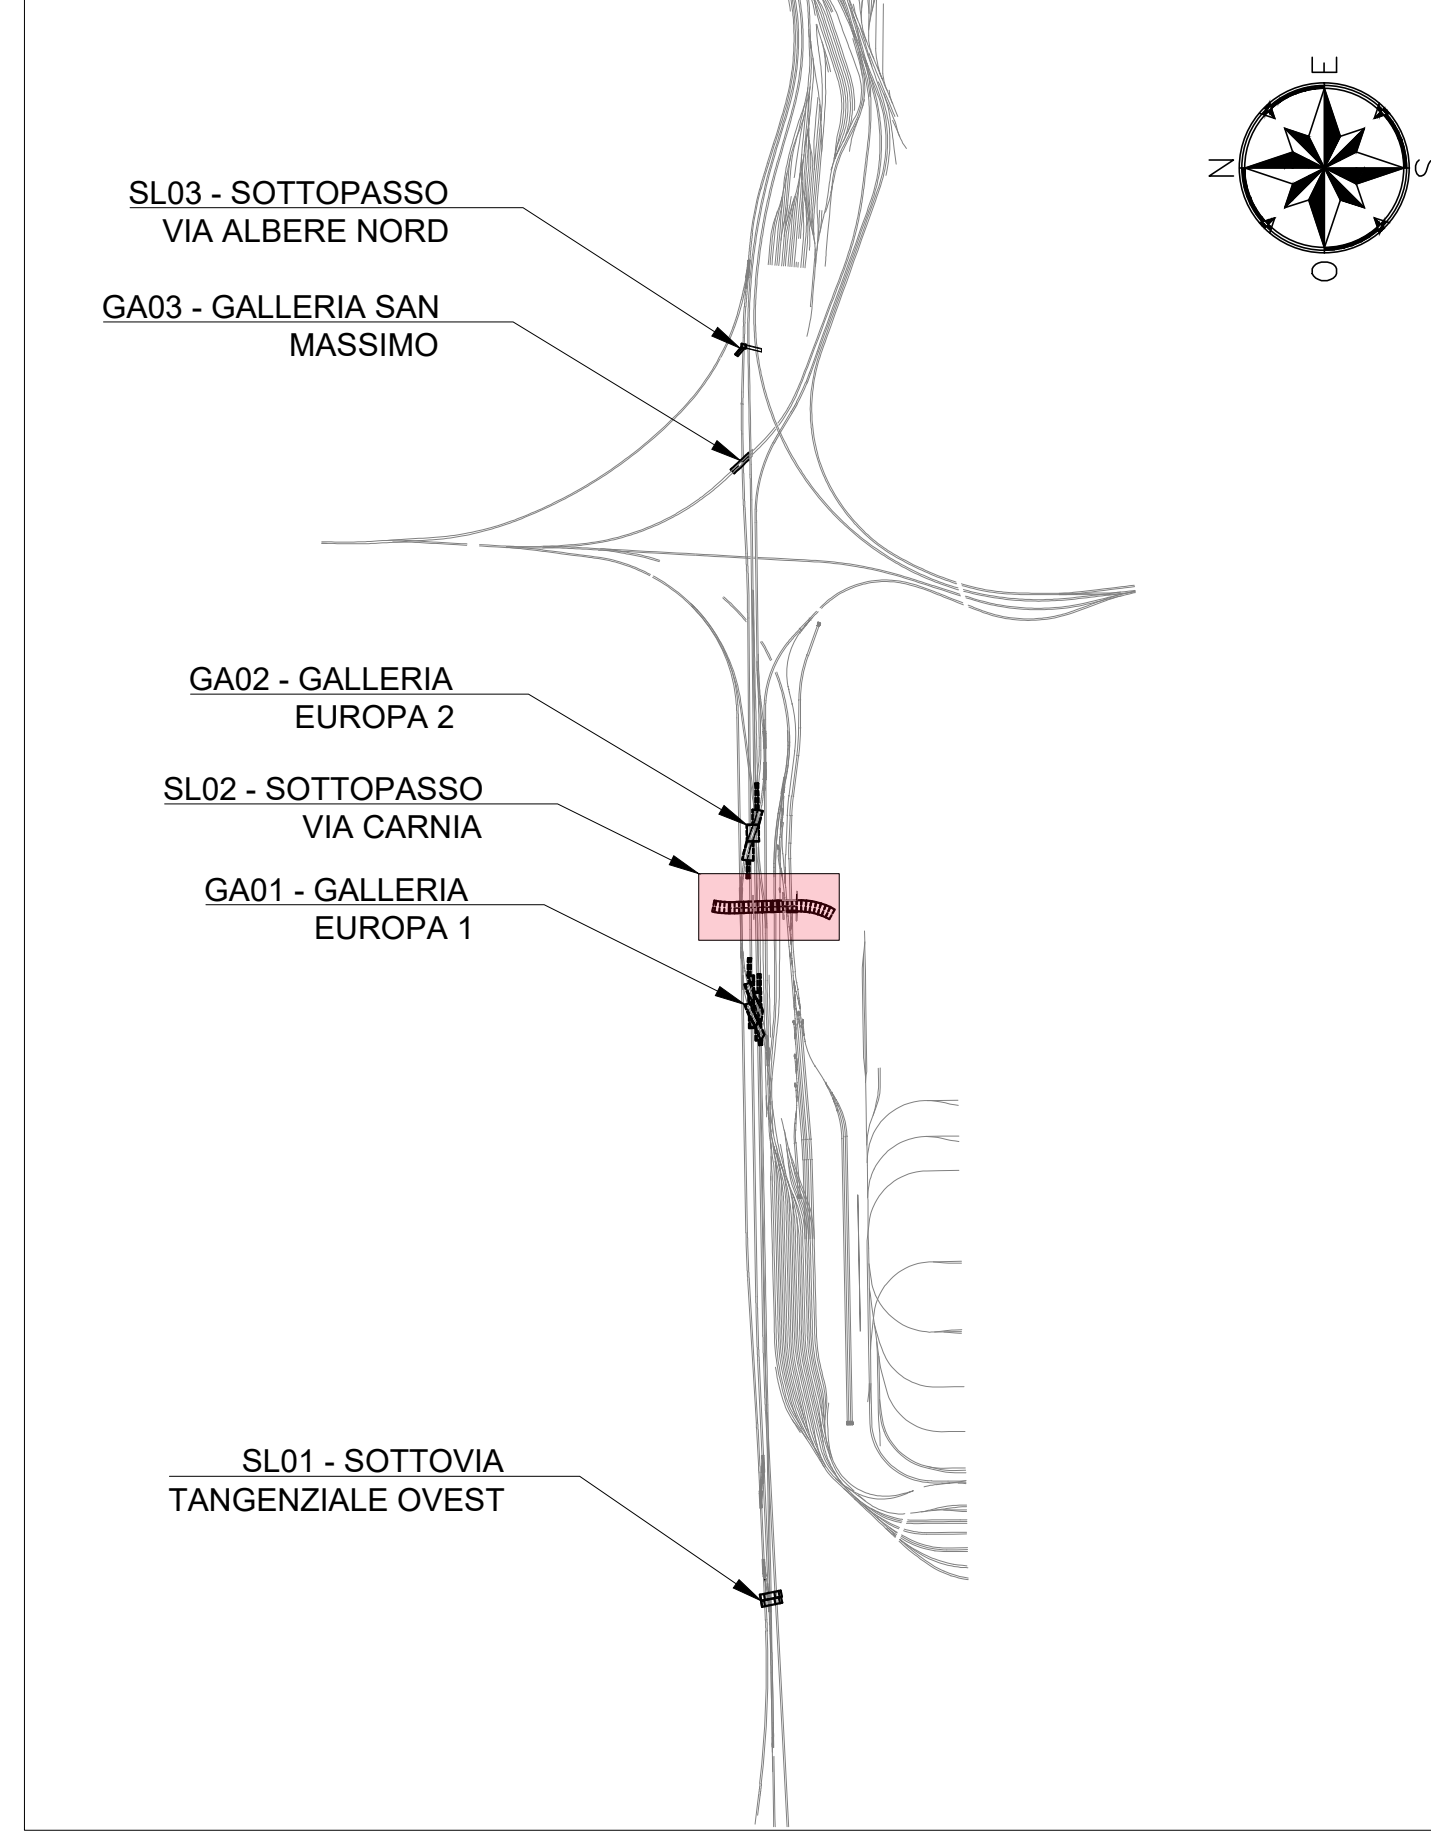 E
N
S
O
SL03 - SOTTOPASSO
VIA ALBERE NORD
GA03 - GALLERIA SAN
MASSIMO
GA02 - GALLERIA
EUROPA 2
SL02 - SOTTOPASSO
VIA CARNIA
GA01 - GALLERIA
EUROPA 1
SL01 - SOTTOVIA
TANGENZIALE OVEST